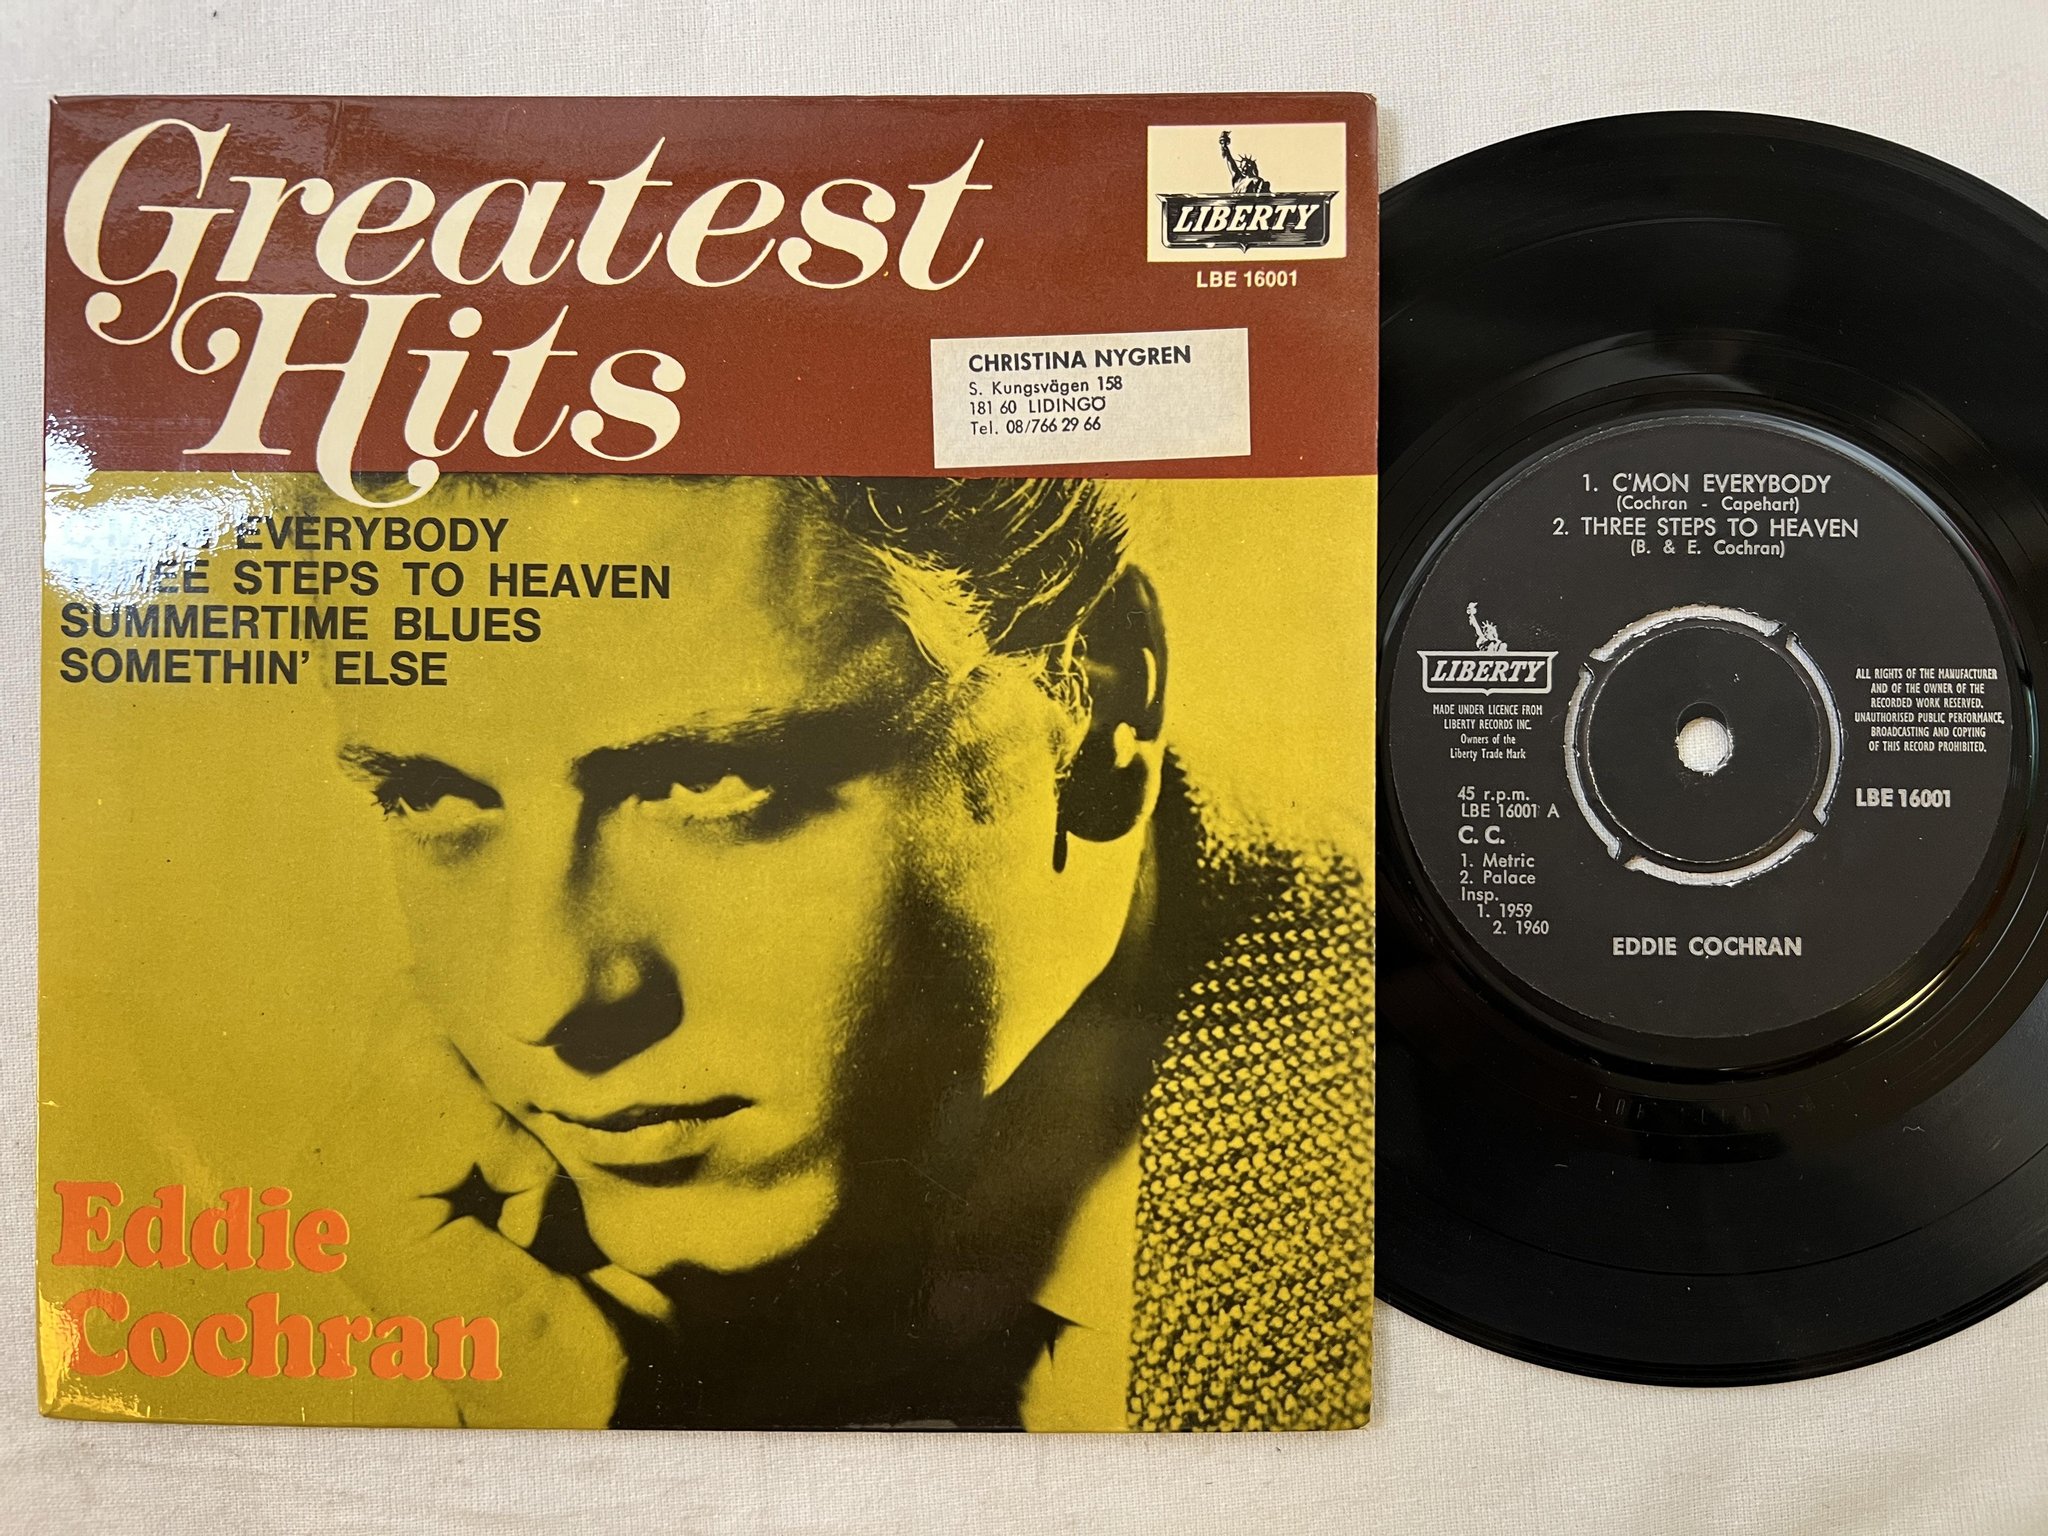 Greatest
Hits
LIBERTY
LBE 16001
CHRISTINA NYGREN
S. Kungsvägen 158
181 60 LIDINGÖ
Tel. 08/766 29 66
C'MON EVERYBODY
THREE STEPS TO HEAVEN
SUMMERTIME BLUES
SOMETHIN' ELSE
Eddie
Cochran
1. C'MON EVERYBODY
(Cochran - Capehart)
2. THREE STEPS TO HEAVEN
(B. & E. Cochran)
LIBERTY
MADE UNDER LICENCE FROM
LIBERTY RECORDS INC.
Owners of the
Liberty Trade Mark
ALL RIGHTS OF THE MANUFACTURER
AND OF THE OWNER OF THE
RECORDED WORK RESERVED.
UNAUTHORISED PUBLIC PERFORMANCE,
BROADCASTING AND COPYING
OF THIS RECORD PROHIBITED.
45 r.p.m.
LBE 16001 A
C. C.
1. Metric
2. Palace
Insp.
1. 1959
2. 1960
LBE 16001
EDDIE COCHRAN